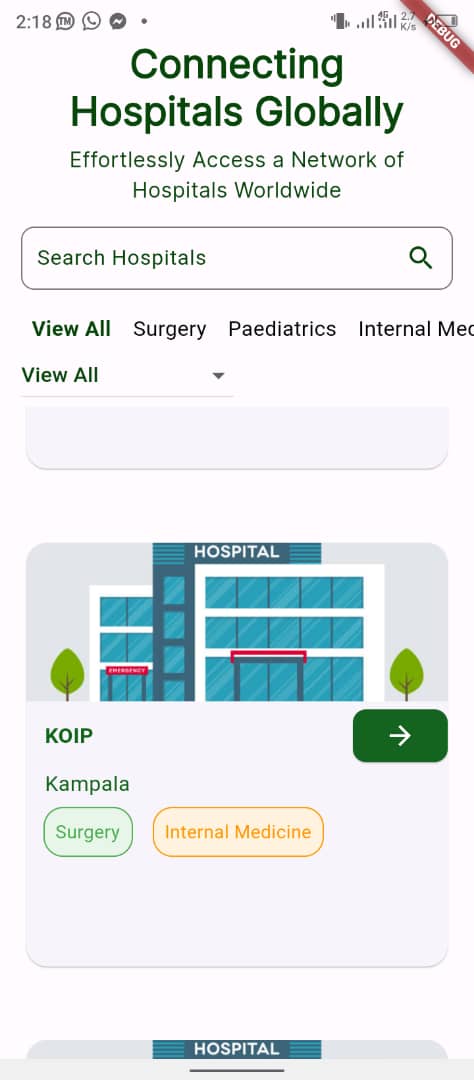 2:18
4G
2.7
K/s
DEBUG
Connecting
Hospitals Globally
Effortlessly Access a Network of
Hospitals Worldwide
Search Hospitals
View All Surgery Paediatrics Internal Med
View All
HOSPITAL
EMERGENCY
KOIP
Kampala
Surgery Internal Medicine
HOSPITAL